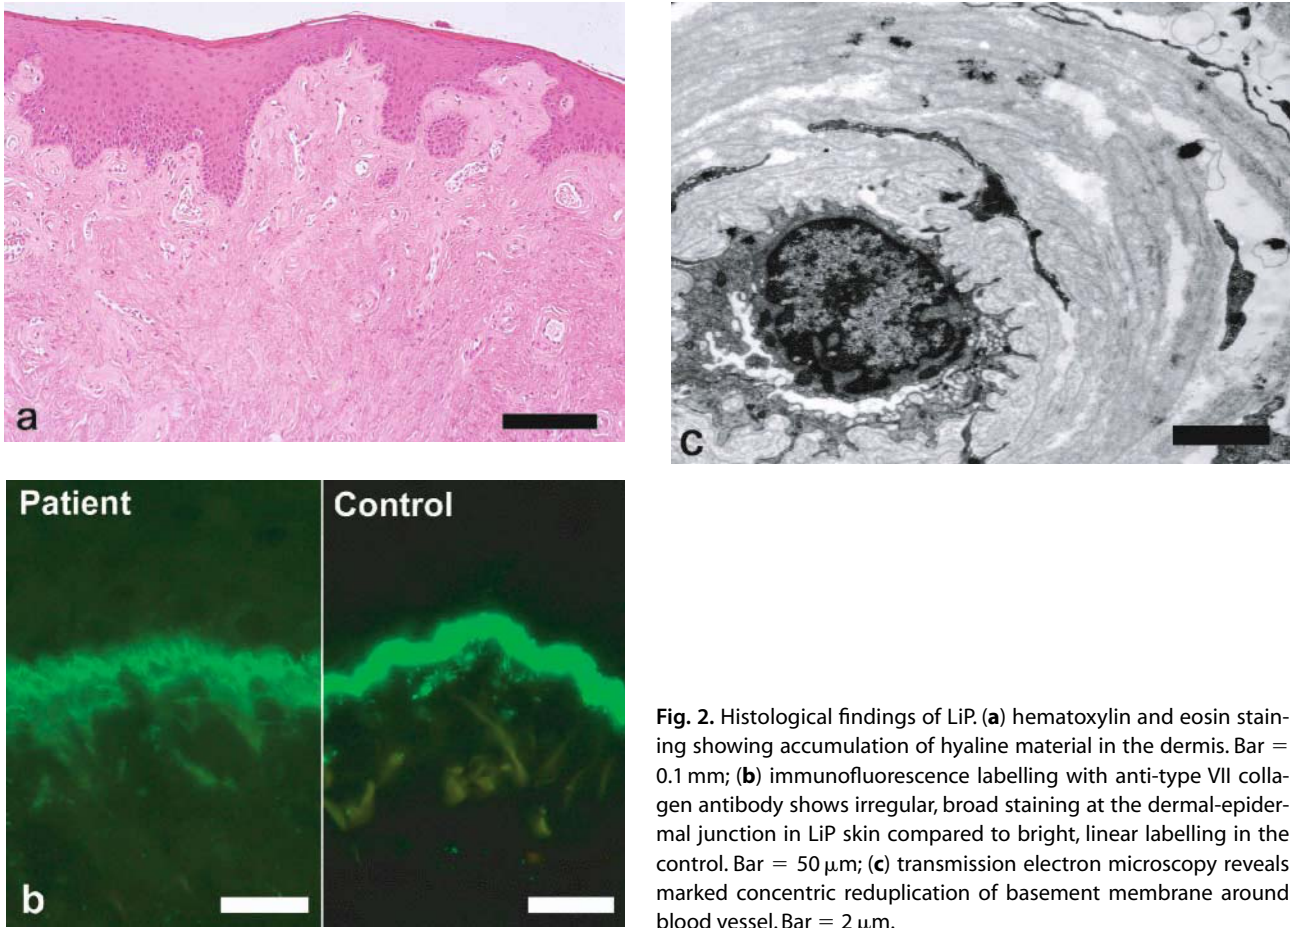 a
c
Patient Control
b
Fig. 2. Histological findings of LiP. (a) hematoxylin and eosin stain-
ing showing accumulation of hyaline material in the dermis. Bar =
0.1 mm; (b) immunofluorescence labelling with anti-type VII colla-
gen antibody shows irregular, broad staining at the dermal-epider-
mal junction in LiP skin compared to bright, linear labelling in the
control. Bar = 50 μm; (c) transmission electron microscopy reveals
marked concentric reduplication of basement membrane around
blood vessel. Bar = 2 μm.